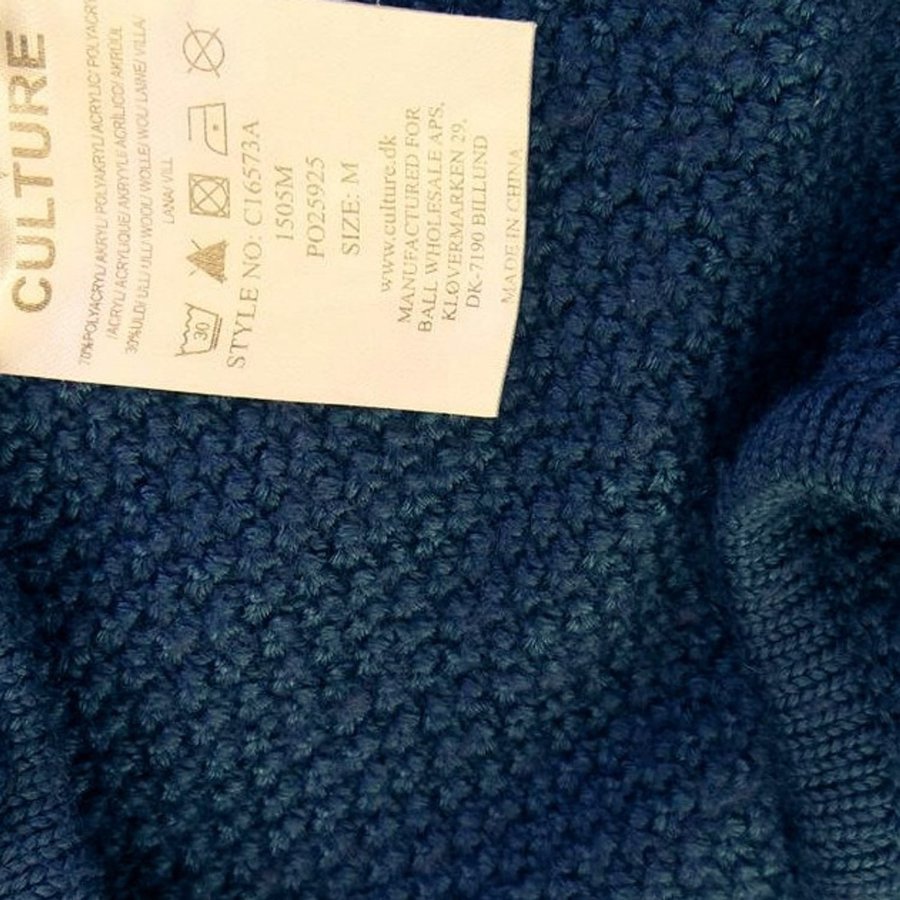 CULTURE
70%POLYACRYL/AKRYL/POLYAKRYL/ACRYLIC/ POLYACRY
/ACRYL/ACRYLIQUE/AKRYYLI/ACRÍLICO/AKRÜÜL
30%ULD/ ULL/ WOOL/ WOLLE/ WOL/ LAINE/ VILLA/
LANA/ VILL
30
STYLE NO: C16573A
1505M
PO25925
SIZE: M
www.culture.dk
MANUFACTURED FOR
BALL WHOLESALE APS.
KLØVERMARKEN 29.
DK-7190 BILLUND
MADE IN CHINA